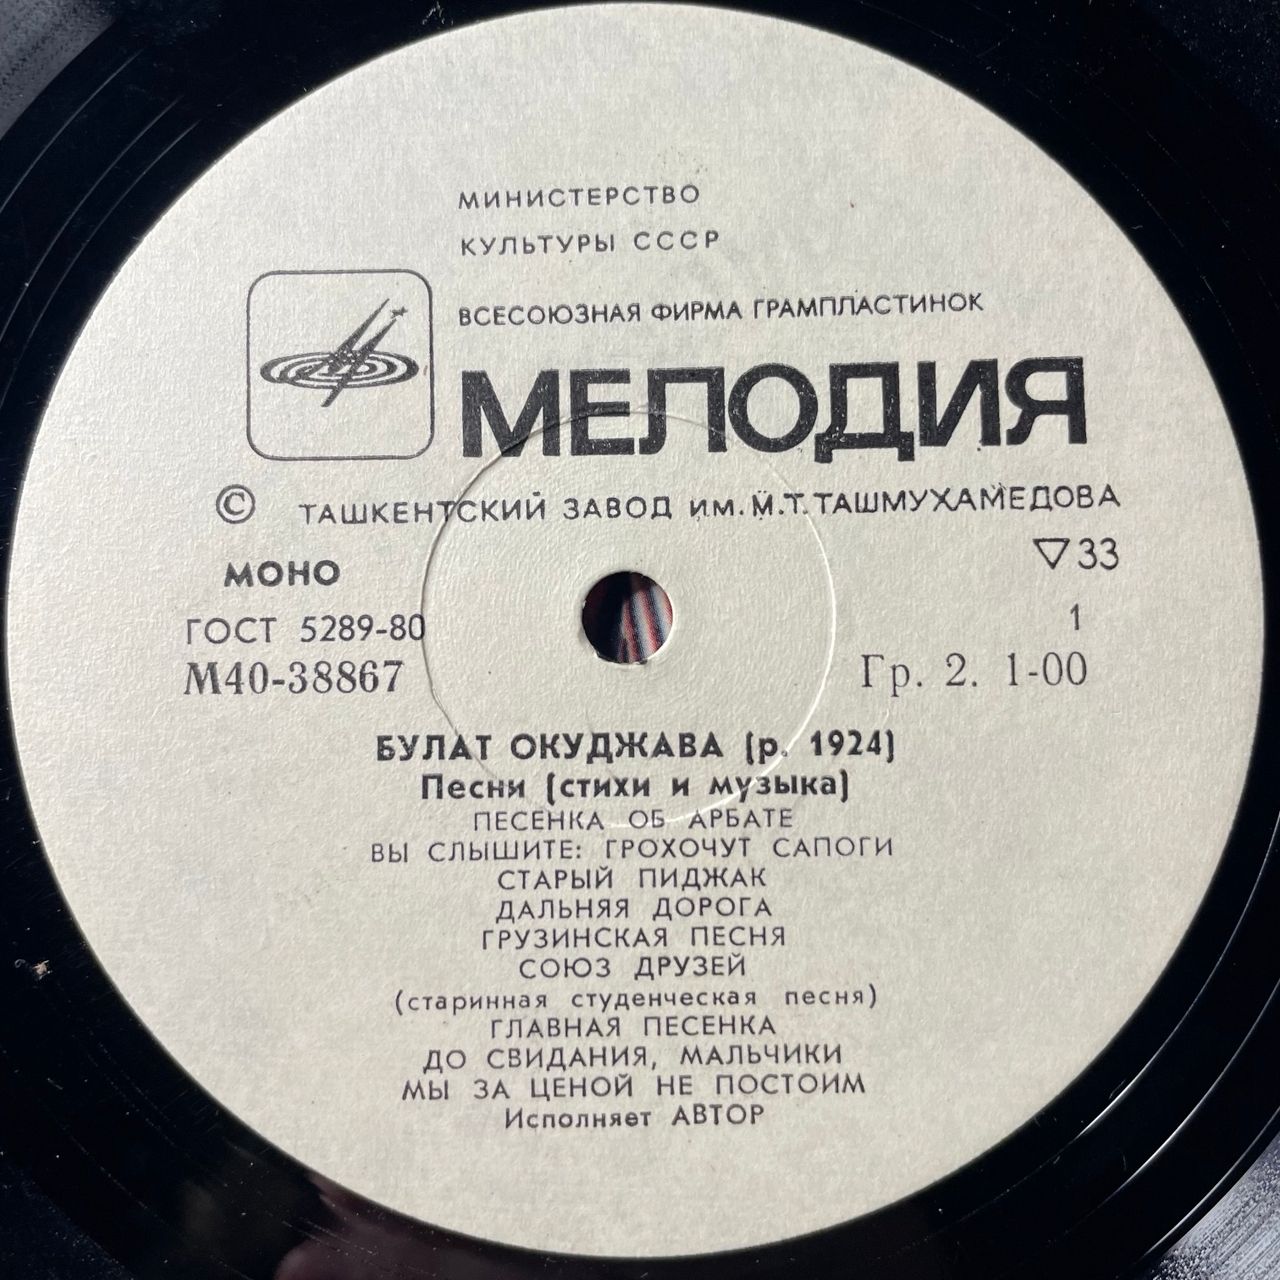 МИНИСТЕРСТВО
КУЛЬТУРЫ СССР
ВСЕСОЮЗНАЯ ФИРМА ГРАМПЛАСТИНОК
МЕЛОДИЯ
© ТАШКЕНТСКИЙ ЗАВОД ИМ. М.Т. ТАШМУХАМЕДОВА
МОНО
▽33
ГОСТ 5289-80
1
М40-38867
Гр. 2. 1-00
БУЛАТ ОКУДЖАВА (р. 1924)
Песни (стихи и музыка)
ПЕСЕНКА ОБ АРБАТЕ
ВЫ СЛЫШИТЕ: ГРОХОЧУТ САПОГИ
СТАРЫЙ ПИДЖАК
ДАЛЬНЯЯ ДОРОГА
ГРУЗИНСКАЯ ПЕСНЯ
СОЮЗ ДРУЗЕЙ
(старинная студенческая песня)
ГЛАВНАЯ ПЕСЕНКА
ДО СВИДАНИЯ, МАЛЬЧИКИ
МЫ ЗА ЦЕНОЙ НЕ ПОСТОИМ
Исполняет АВТОР